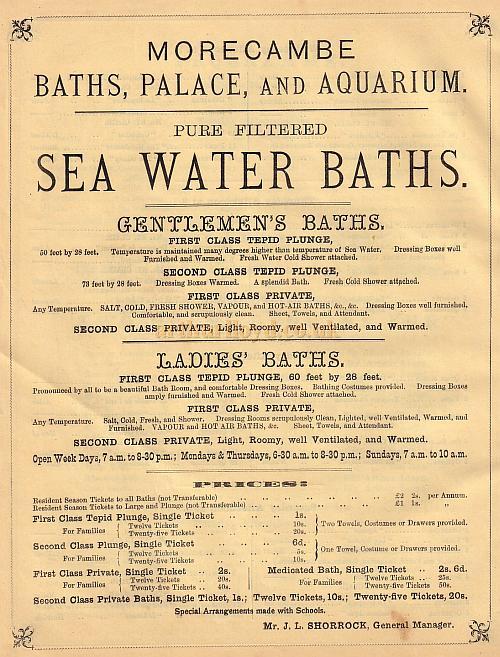 MORECAMBE
BATHS, PALACE, AND AQUARIUM.
PURE FILTERED
SEA WATER BATHS.
GENTLEMEN'S BATHS.
FIRST CLASS TEPID PLUNGE,
50 feet by 28 feet. Temperature is maintained many degrees higher than temperature of Sea Water. Dressing Boxes well
Furnished and Warmed. Fresh Water Cold Shower attached.
SECOND CLASS TEPID PLUNGE,
73 feet by 28 feet. Dressing Boxes Warmed. A splendid Bath. Fresh Cold Shower attached.
FIRST CLASS PRIVATE,
Any Temperature. SALT, COLD, FRESH SHOWER, VAPOUR, and HOT-AIR BATHS, &c., &c. Dressing Boxes well furnished,
Comfortable, and scrupulously clean. Sheet, Towels, and Attendant.
SECOND CLASS PRIVATE, Light, Roomy, well Ventilated, and Warmed.
LADIES' BATHS.
FIRST CLASS TEPID PLUNGE, 60 feet by 28 feet.
Pronounced by all to be a beautiful Bath Room, and comfortable Dressing Boxes. Bathing Costumes provided. Dressing Boxes
amply furnished and Warmed. Fresh Cold Shower attached.
FIRST CLASS PRIVATE,
Any Temperature. Salt, Cold, Fresh, and Shower. Dressing Rooms scrupulously Clean, Lighted, well Ventilated, Warmed, and
Furnished. VAPOUR and HOT AIR BATHS, &c. Sheet, Towels, and Attendant.
SECOND CLASS PRIVATE, Light, Roomy, well Ventilated, and Warmed.
Open Week Days, 7 a.m. to 8-30 p.m.; Mondays & Thursdays, 6-30 a.m. to 8-30 p.m.; Sundays, 7 a.m. to 10 a.m.
PRICES:
Resident Season Tickets to all Baths (not Transferable) .. .. .. .. .. £2 2s. per Annum.
Resident Season Tickets to Large and Plunge (not Transferable) .. .. .. .. £1 1s. "
First Class Tepid Plunge, Single Ticket .. .. .. 1s.
For Families { Twelve Tickets .. .. .. 10s. } Two Towels, Costumes or Drawers provided.
Twenty-five Tickets .. .. 20s.
Second Class Plunge, Single Ticket .. .. .. 6d.
For Families { Twelve Tickets .. .. 5s. } One Towel, Costume or Drawers provided.
Twenty-five Tickets .. .. 10s.
First Class Private, Single Ticket .. 2s. Medicated Bath, Single Ticket .. 2s. 6d.
For Families { Twelve Tickets .. 20s. For Families { Twelve Tickets .. 25s.
Twenty-five Tickets .. 40s. Twenty-five Tickets 50s.
Second Class Private Baths, Single Ticket, 1s.; Twelve Tickets, 10s.; Twenty-five Tickets, 20s.
Special Arrangements made with Schools.
Mr. J. L. SHORROCK, General Manager.